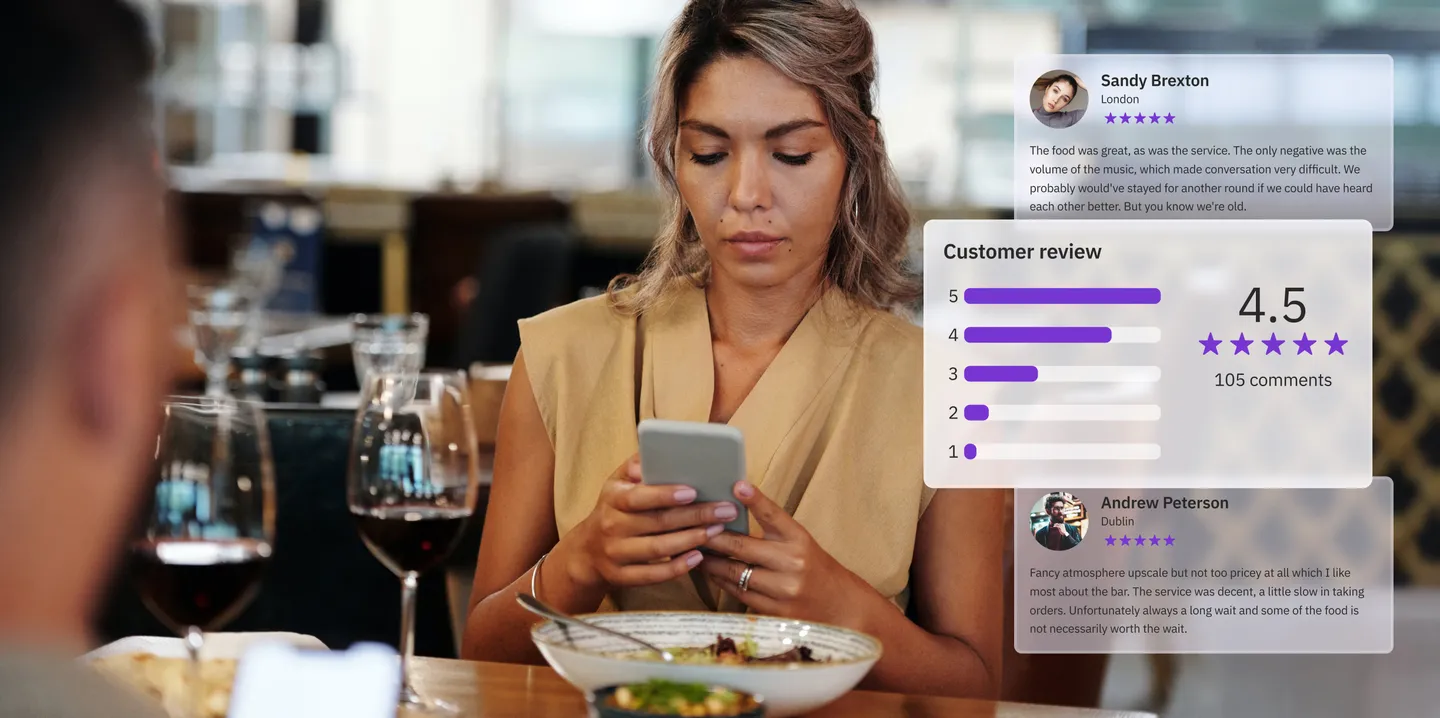 Sandy Brexton
London
The food was great, as was the service. The only negative was the
volume of the music, which made conversation very difficult. We
probably would've stayed for another round if we could have heard
each other better. But you know we're old.
Customer review
5
4
3
2
1
4.5
105 comments
Andrew Peterson
Dublin
Fancy atmosphere upscale but not too pricey at all which I like
most about the bar. The service was decent, a little slow in taking
orders. Unfortunately always a long wait and some of the food is
not necessarily worth the wait.